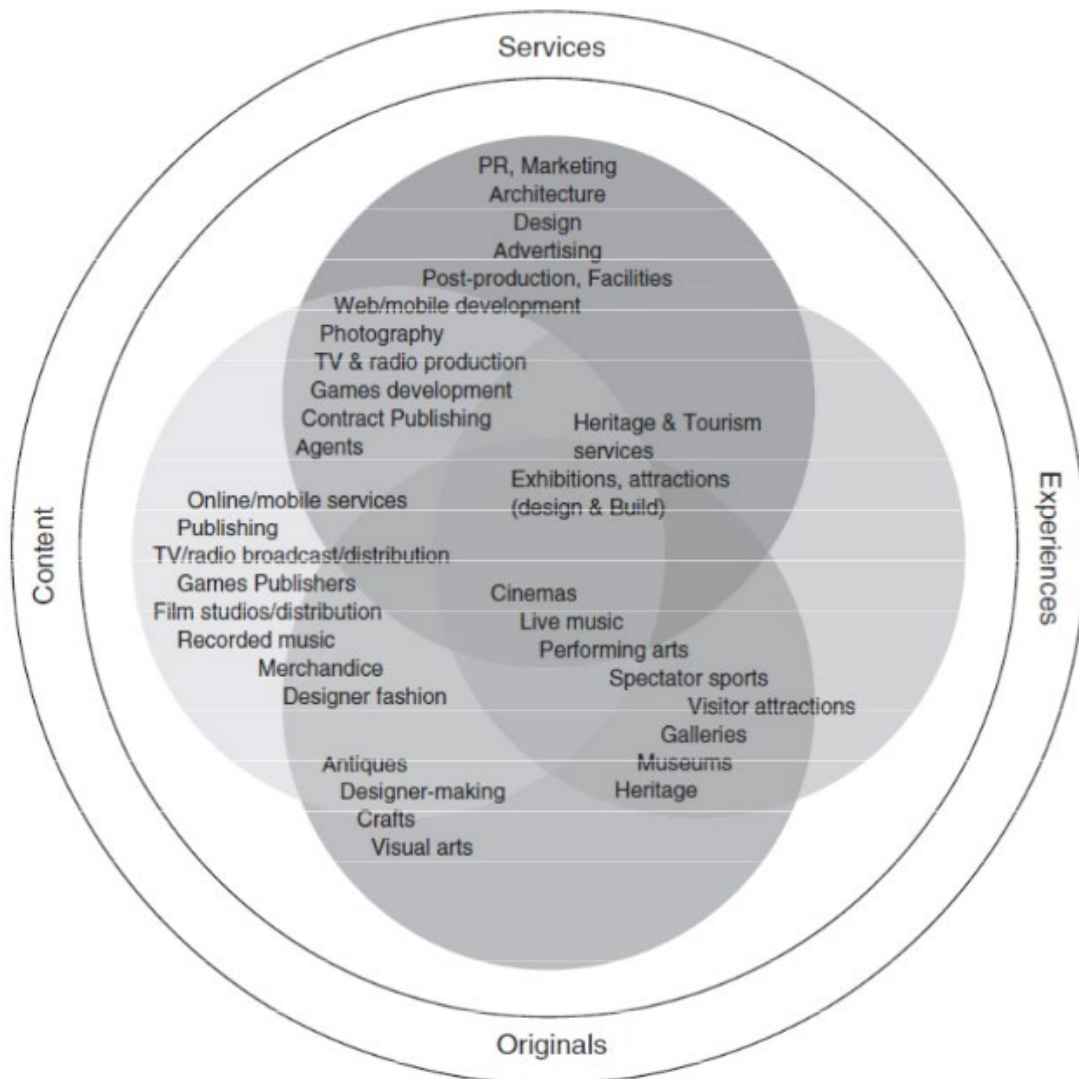 Services
PR, Marketing
Architecture
Design
Advertising
Post-production, Facilities
Web/mobile development
Photography
TV & radio production
Games development
Contract Publishing
Agents
Heritage & Tourism
services
Exhibitions, attractions
(design & Build)
Content
Online/mobile services
Publishing
TV/radio broadcast/distribution
Games Publishers
Film studios/distribution
Recorded music
Merchandice
Designer fashion
Experiences
Cinemas
Live music
Performing arts
Spectator sports
Visitor attractions
Galleries
Museums
Heritage
Antiques
Designer-making
Crafts
Visual arts
Originals